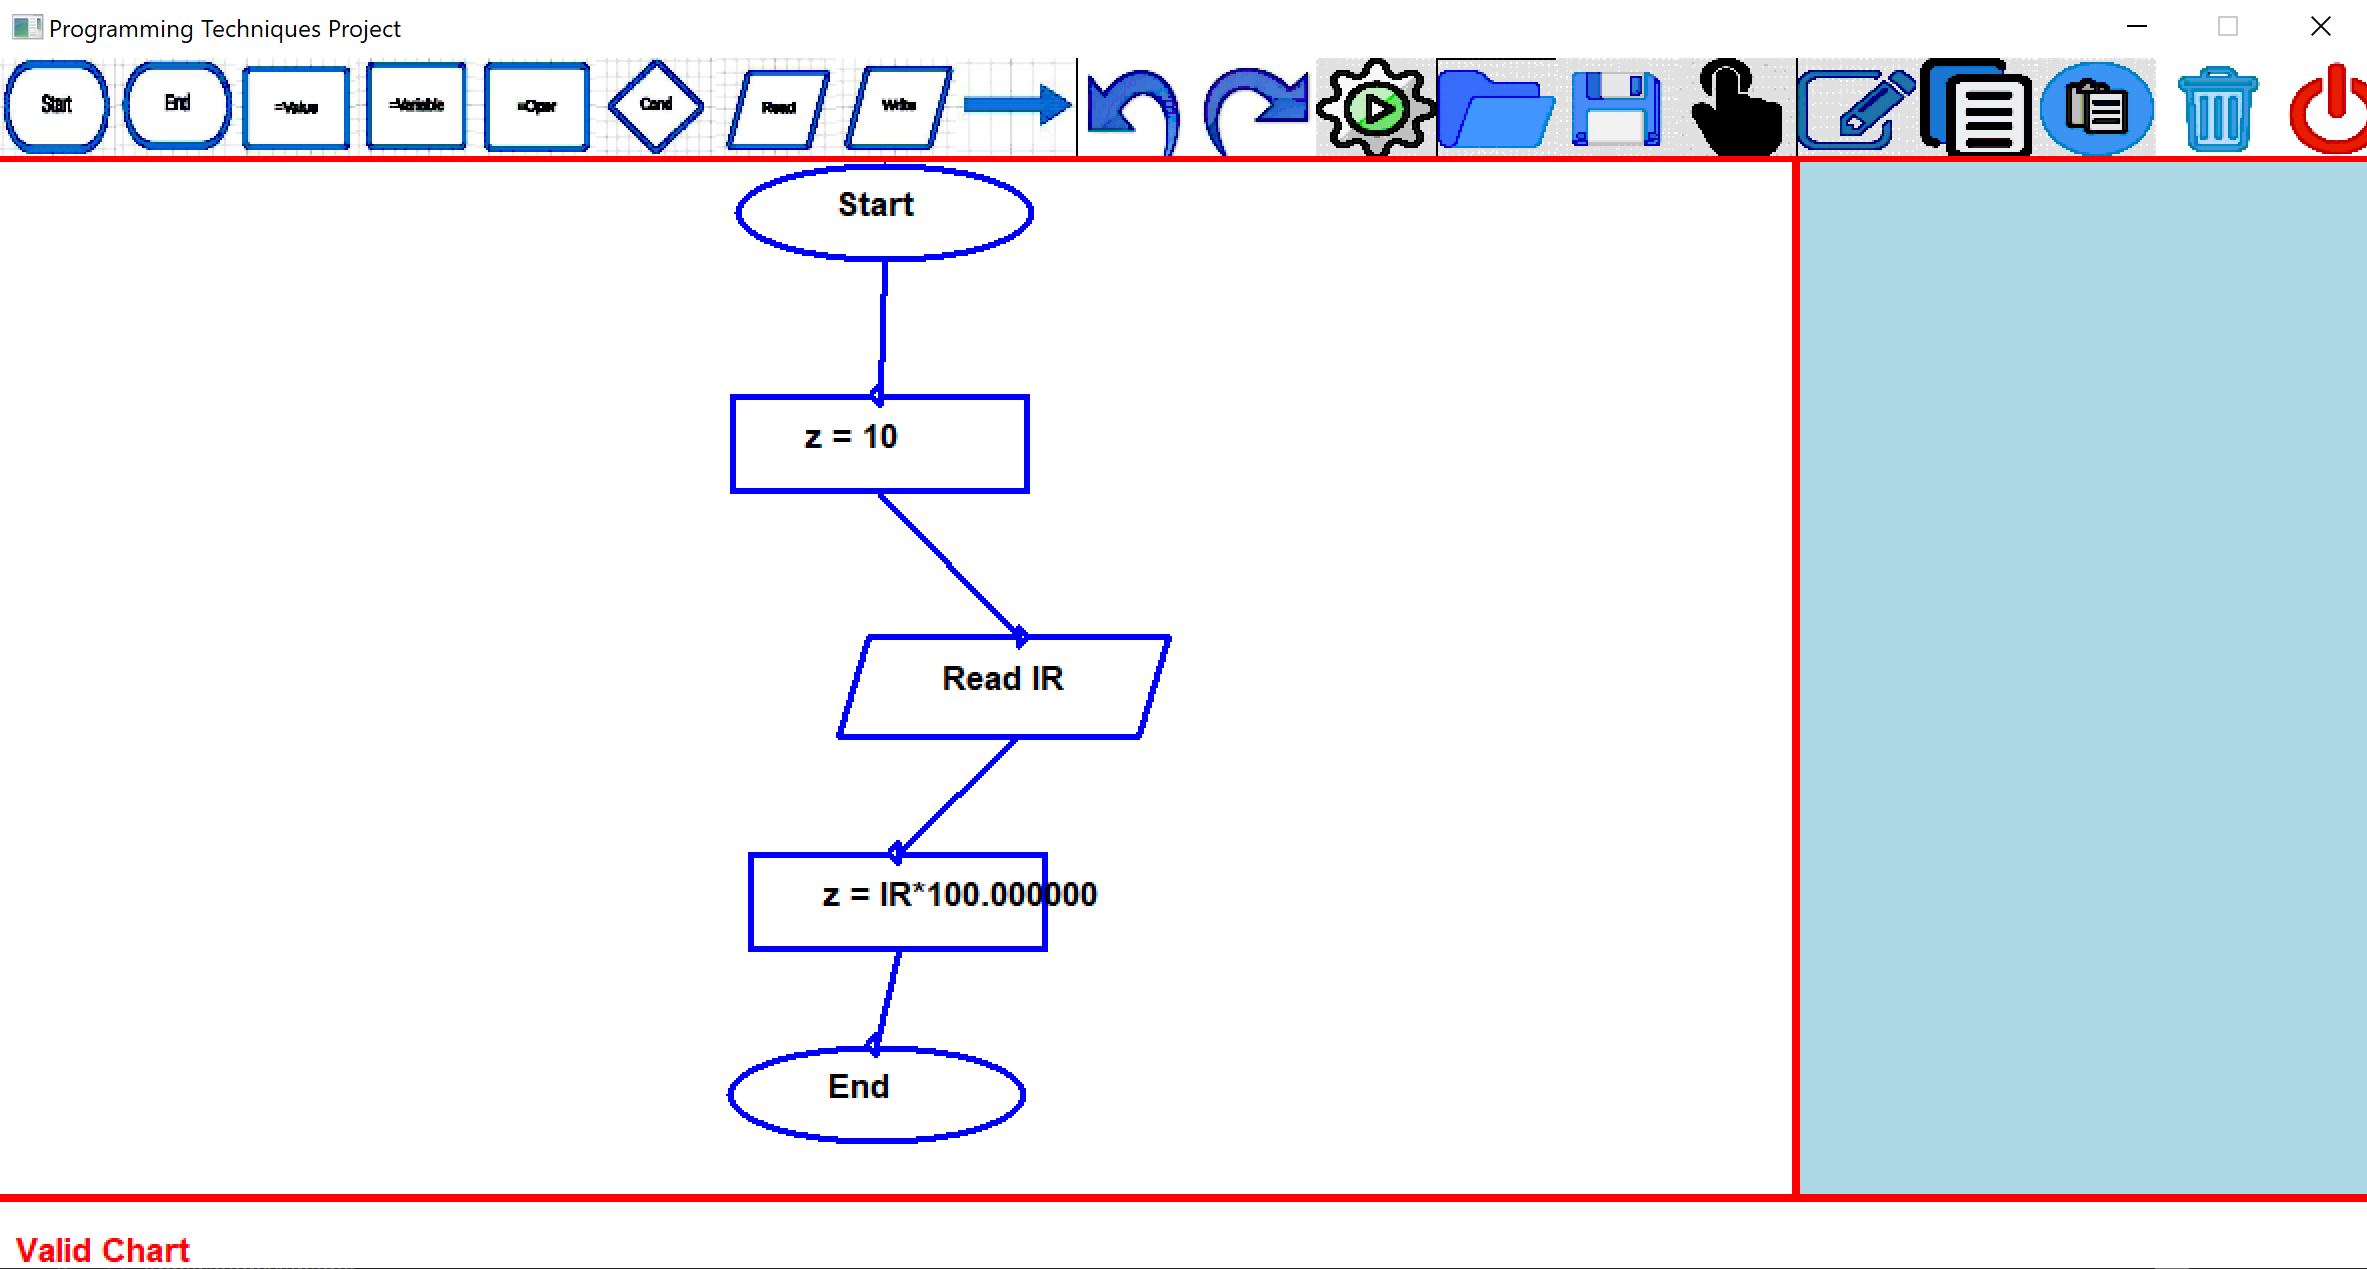 Programming Techniques Project
Start
End
=Value
=Variable
=Oper
Cond
Read
Write
Start
z = 10
Read IR
z = IR*100.000000
End
Valid Chart